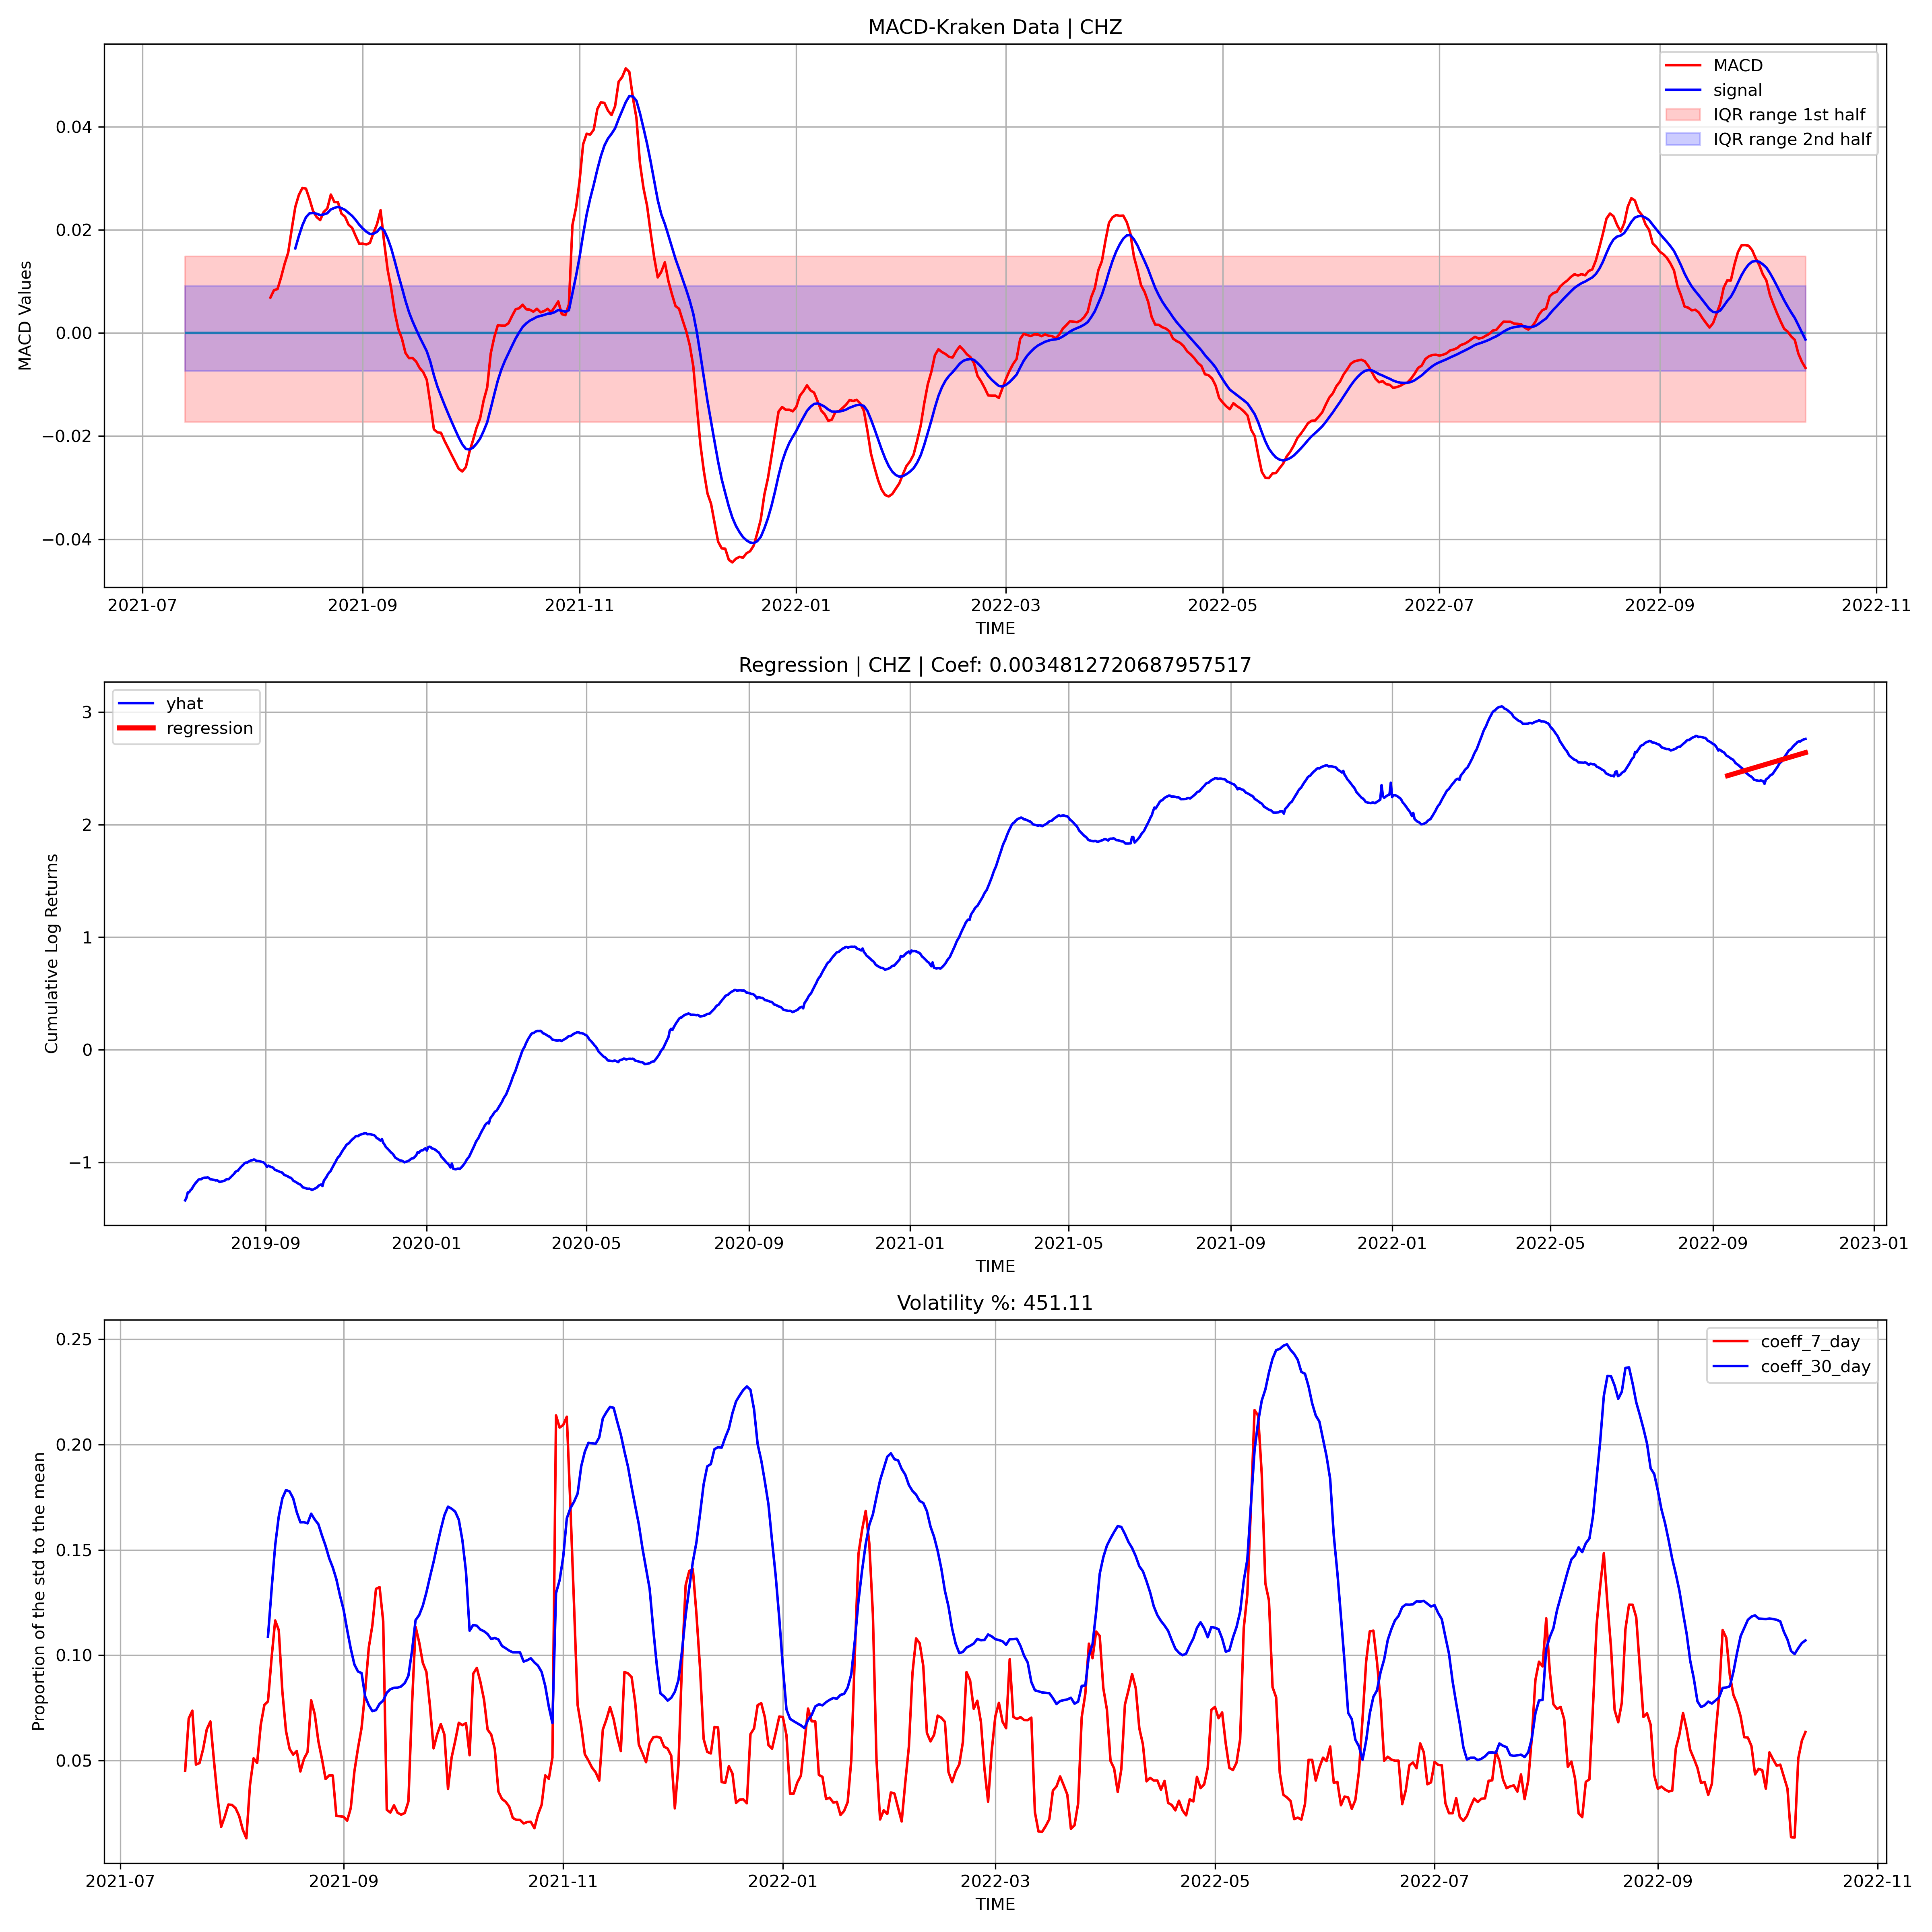 MACD-Kraken Data | CHZ
MACD
signal
IQR range 1st half
IQR range 2nd half
MACD Values
0.04
0.02
0.00
−0.02
−0.04
2021-07 2021-09 2021-11 2022-01 2022-03 2022-05 2022-07 2022-09 2022-11
TIME
Regression | CHZ | Coef: 0.0034812720687957517
yhat
regression
Cumulative Log Returns
3
2
1
0
−1
2019-09 2020-01 2020-05 2020-09 2021-01 2021-05 2021-09 2022-01 2022-05 2022-09 2023-01
TIME
Volatility %: 451.11
coeff_7_day
coeff_30_day
Proportion of the std to the mean
0.25
0.20
0.15
0.10
0.05
2021-07 2021-09 2021-11 2022-01 2022-03 2022-05 2022-07 2022-09 2022-11
TIME